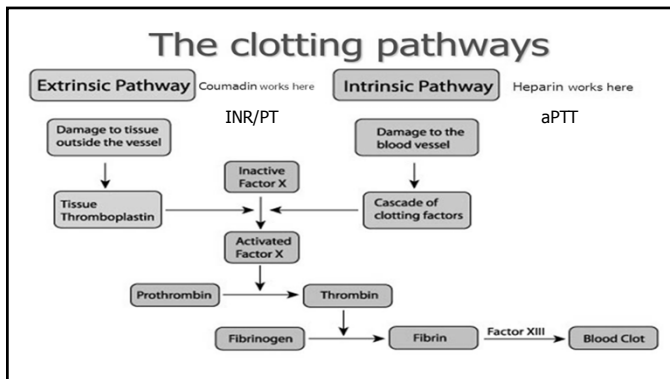 The clotting pathways
Extrinsic Pathway Coumadin works here Intrinsic Pathway Heparin works here
INR/PT aPTT
Damage to tissue
outside the vessel
Damage to the
blood vessel
Inactive
Factor X
Tissue
Thromboplastin
Cascade of
clotting factors
Activated
Factor X
Prothrombin Thrombin
Fibrinogen Fibrin Factor XIII Blood Clot